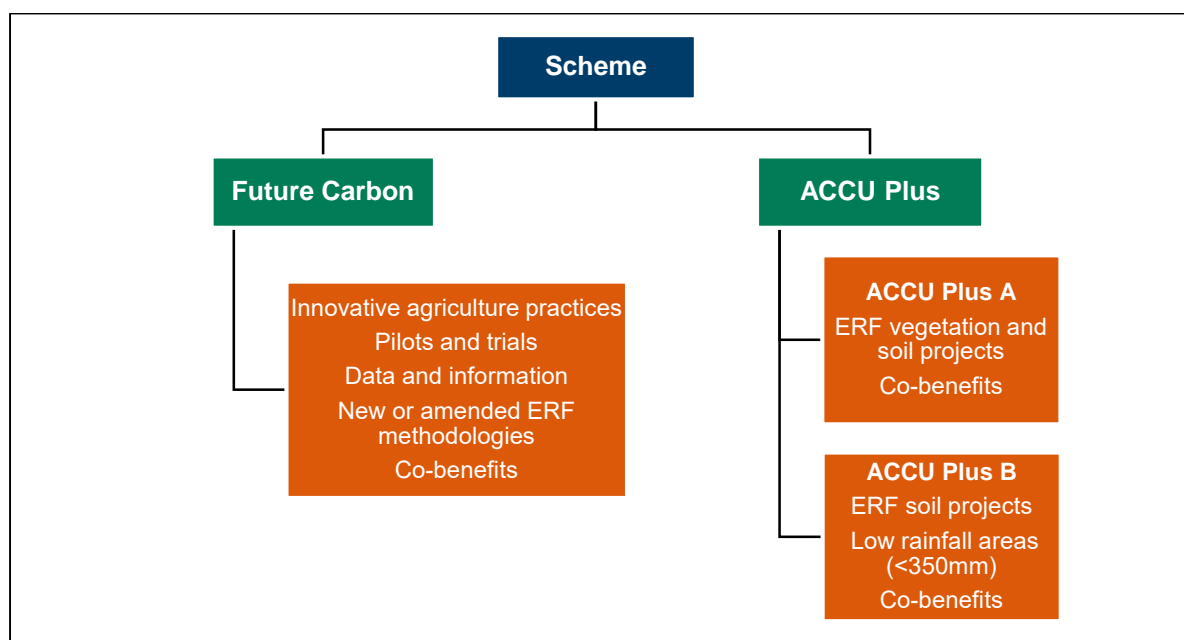 Scheme
Future Carbon
ACCU Plus
Innovative agriculture practices
Pilots and trials
Data and information
New or amended ERF
methodologies
Co-benefits
ACCU Plus A
ERF vegetation and
soil projects
Co-benefits
ACCU Plus B
ERF soil projects
Low rainfall areas
(<350mm)
Co-benefits